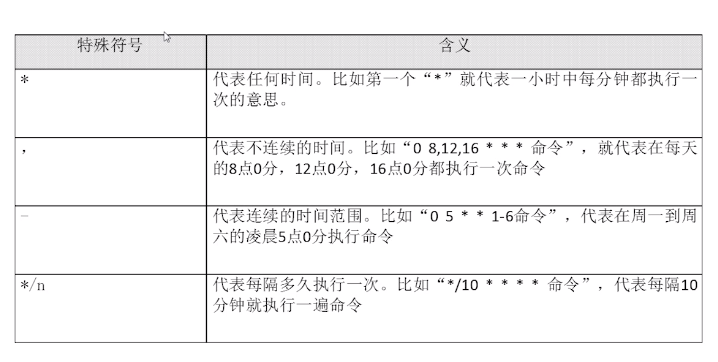 特殊符号 含义
* 代表任何时间。比如第一个“*”就代表一小时中每分钟都执行一
次的意思。
, 代表不连续的时间。比如“0 8,12,16 * * * 命令”，就代表在每天
的8点0分，12点0分，16点0分都执行一次命令
- 代表连续的时间范围。比如“0 5 * * 1-6命令”，代表在周一到周
六的凌晨5点0分执行命令
*/n 代表每隔多久执行一次。比如“*/10 * * * * 命令”，代表每隔10
分钟就执行一遍命令